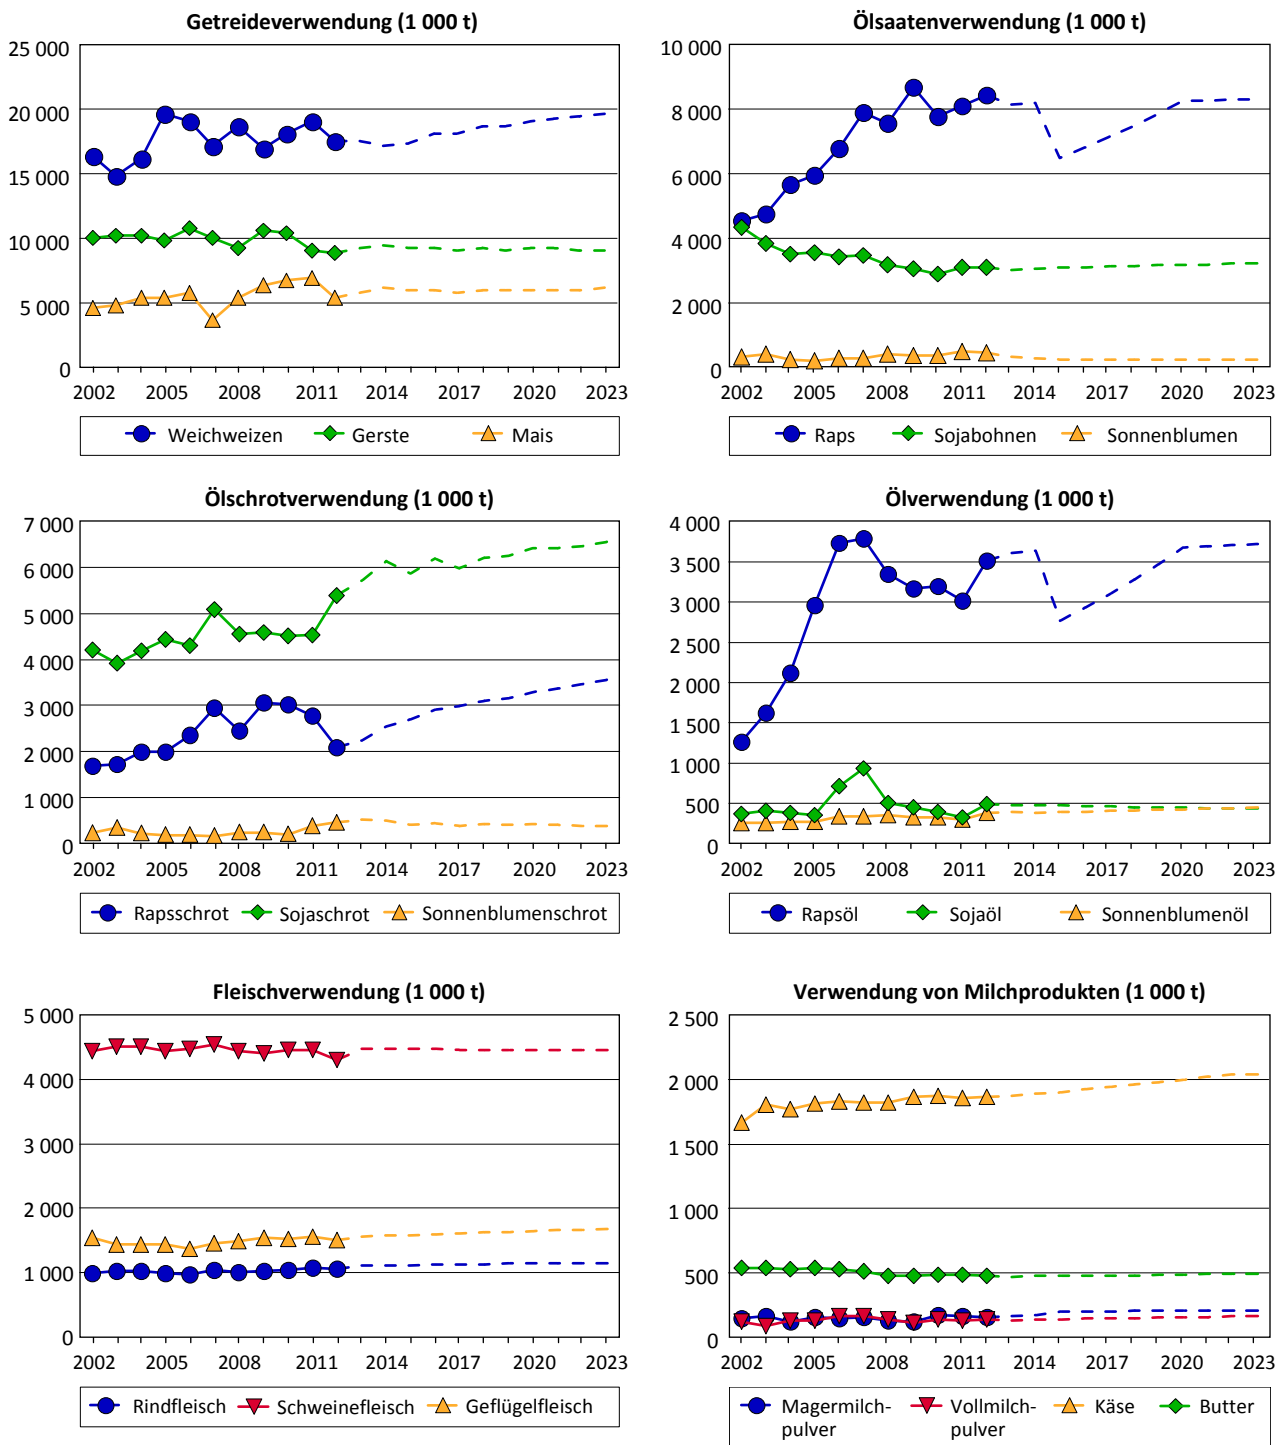 Getreideverwendung (1 000 t)
25 000
20 000
15 000
10 000
5 000
0
2002 2005 2008 2011 2014 2017 2020 2023
Weichweizen Gerste Mais
Ölsaatenverwendung (1 000 t)
10 000
8 000
6 000
4 000
2 000
0
2002 2005 2008 2011 2014 2017 2020 2023
Raps Sojabohnen Sonnenblumen
Ölschrotverwendung (1 000 t)
7 000
6 000
5 000
4 000
3 000
2 000
1 000
0
2002 2005 2008 2011 2014 2017 2020 2023
Rapsschrot Sojaschrot Sonnenblumenschrot
Ölverwendung (1 000 t)
4 000
3 500
3 000
2 500
2 000
1 500
1 000
500
0
2002 2005 2008 2011 2014 2017 2020 2023
Rapsöl Sojaöl Sonnenblumenöl
Fleischverwendung (1 000 t)
5 000
4 000
3 000
2 000
1 000
0
2002 2005 2008 2011 2014 2017 2020 2023
Rindfleisch Schweinefleisch Geflügelfleisch
Verwendung von Milchprodukten (1 000 t)
2 500
2 000
1 500
1 000
500
0
2002 2005 2008 2011 2014 2017 2020 2023
Magermilch- Vollmilch- Käse Butter
pulver pulver